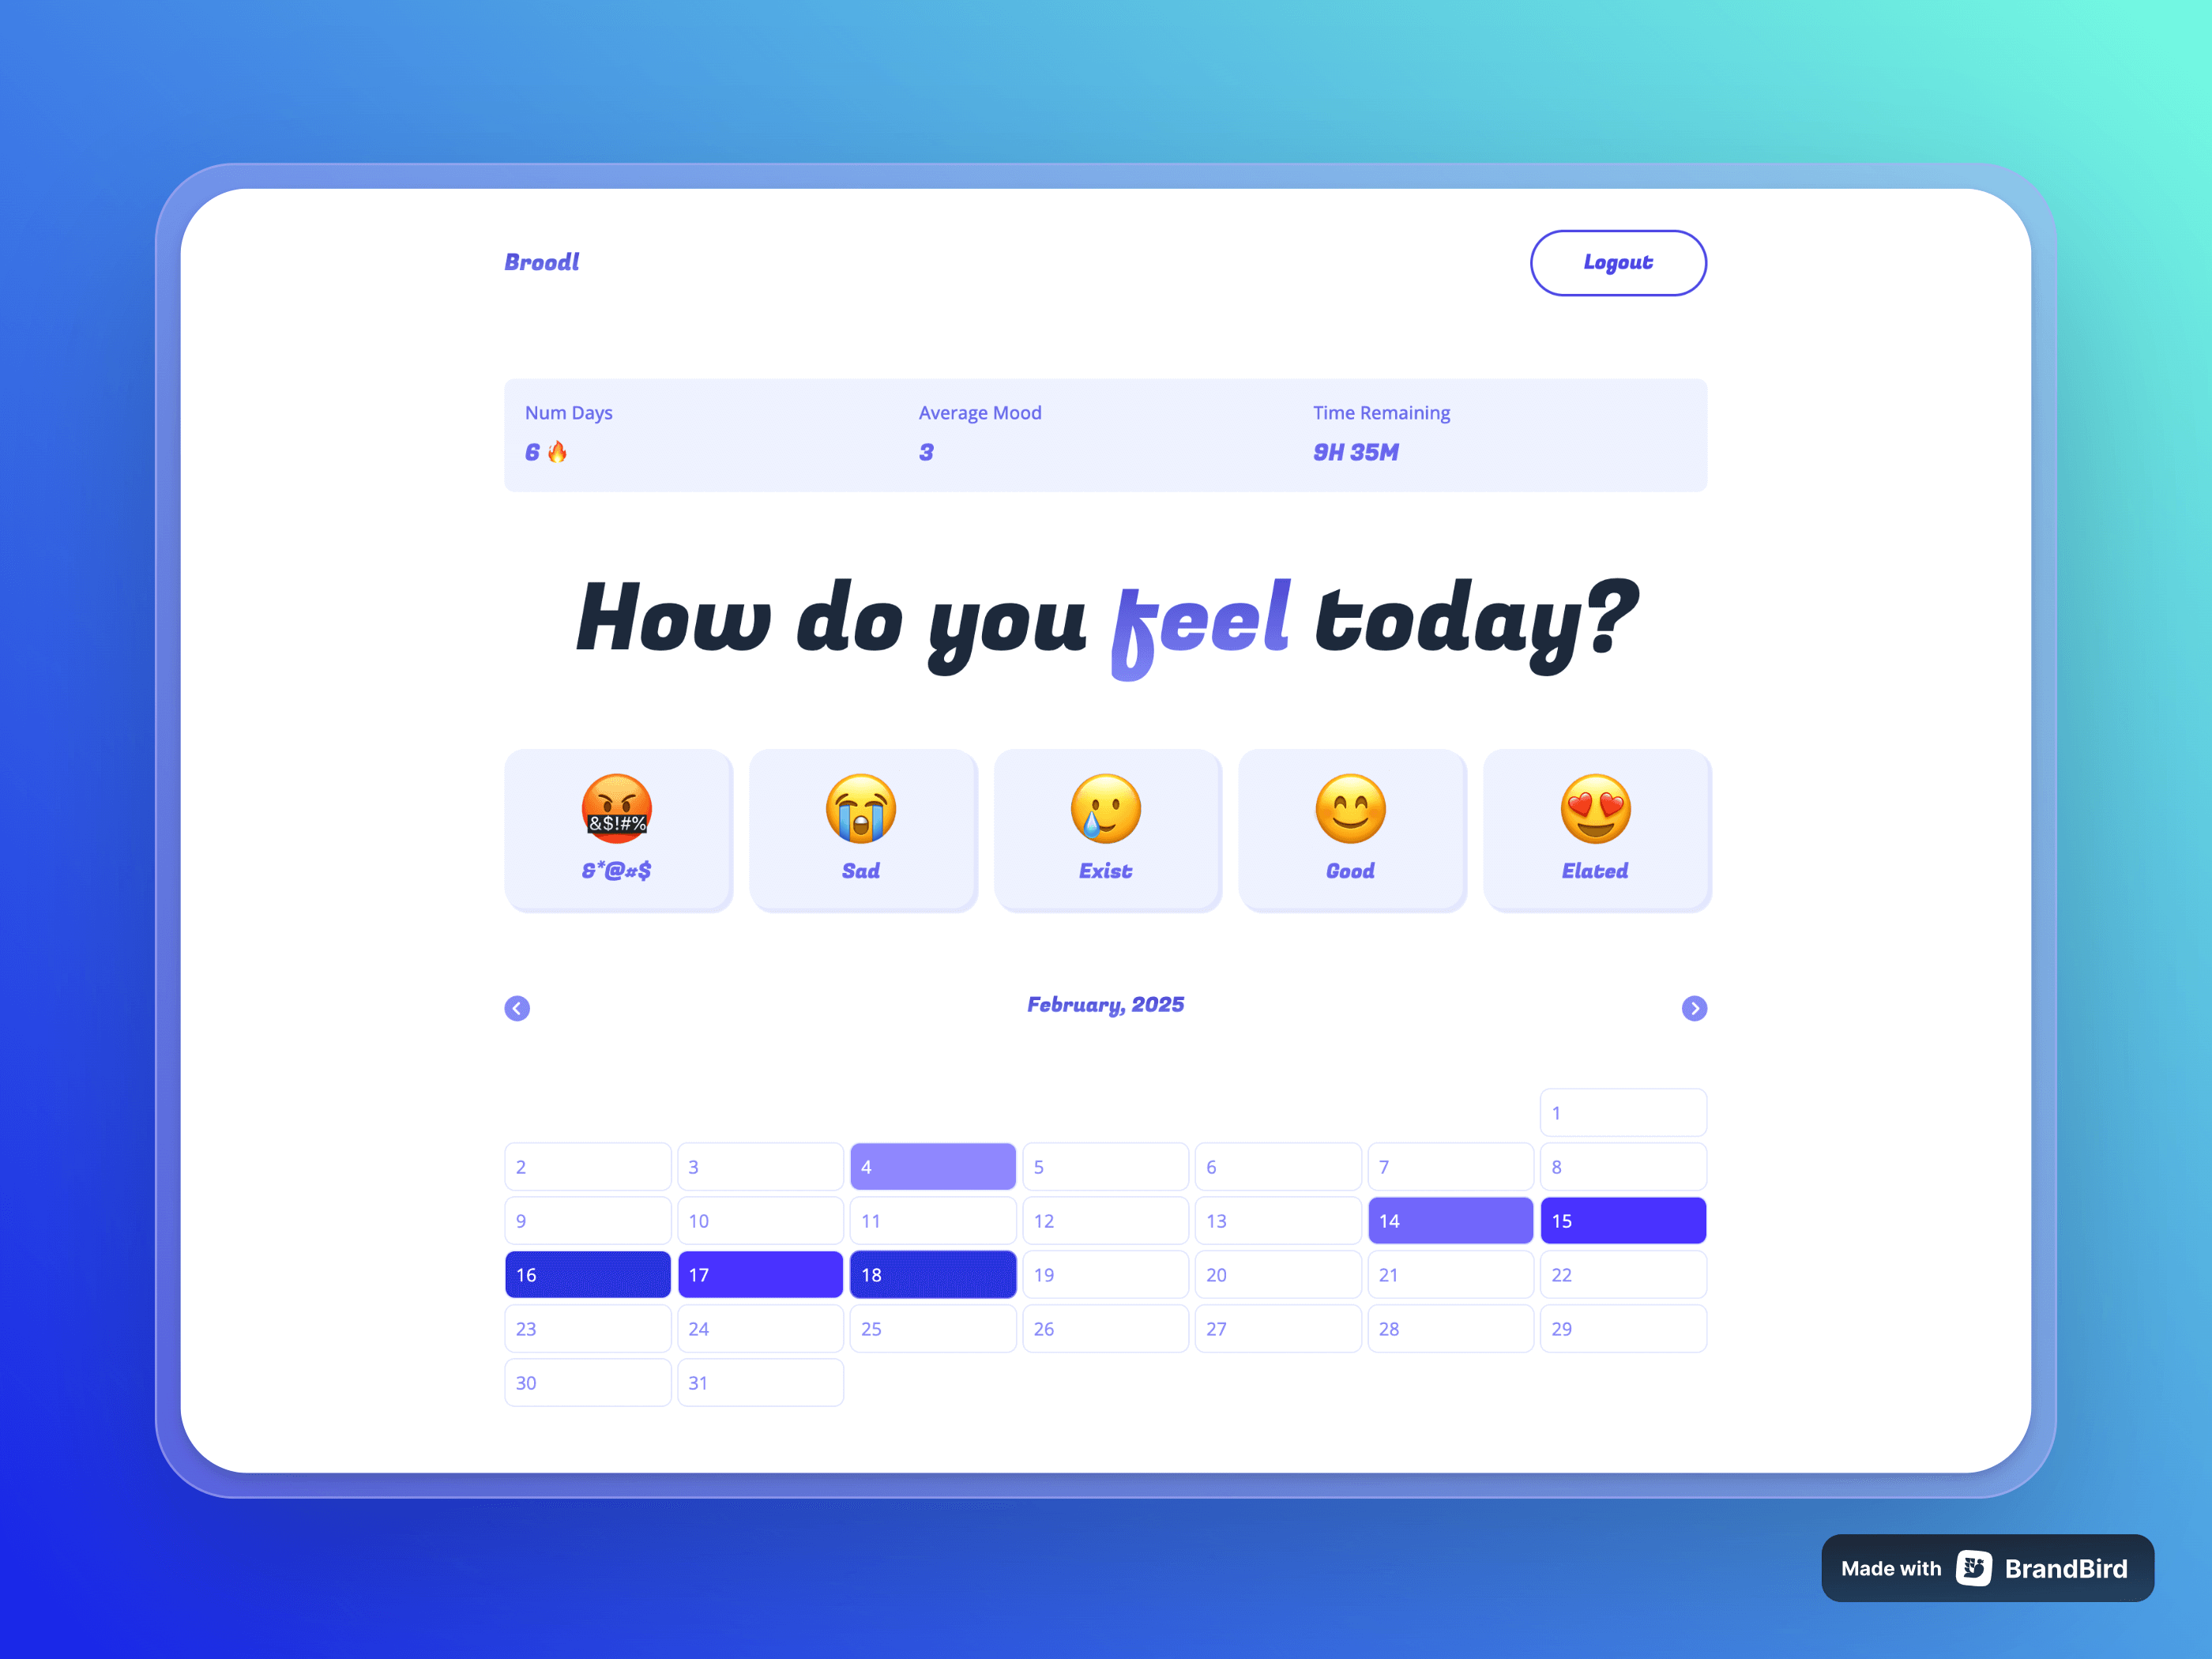 Broodl
Logout
Num Days
Average Mood
Time Remaining
6 🔥
3
9H 35M
How do you feel today?
&$!#%
&*@#$
Sad
Exist
Good
Elated
February, 2025
1
2 3 4 5 6 7 8
9 10 11 12 13 14 15
16 17 18 19 20 21 22
23 24 25 26 27 28 29
30 31
Made with BrandBird